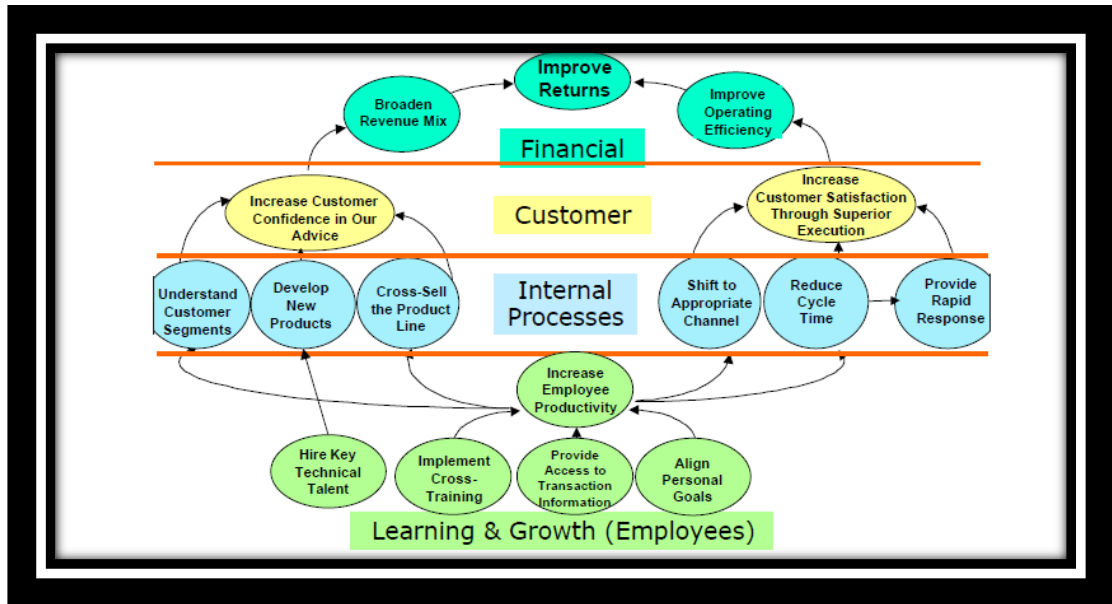 Improve
Returns
Broaden
Revenue Mix
Improve
Operating
Efficiency
Financial
Increase Customer
Confidence in Our
Advice
Customer
Increase
Customer Satisfaction
Through Superior
Execution
Understand
Customer
Segments
Develop
New
Products
Cross-Sell
the Product
Line
Internal
Processes
Shift to
Appropriate
Channel
Reduce
Cycle
Time
Provide
Rapid
Response
Increase
Employee
Productivity
Hire Key
Technical
Talent
Implement
Cross-
Training
Provide
Access to
Transaction
Information
Align
Personal
Goals
Learning & Growth (Employees)